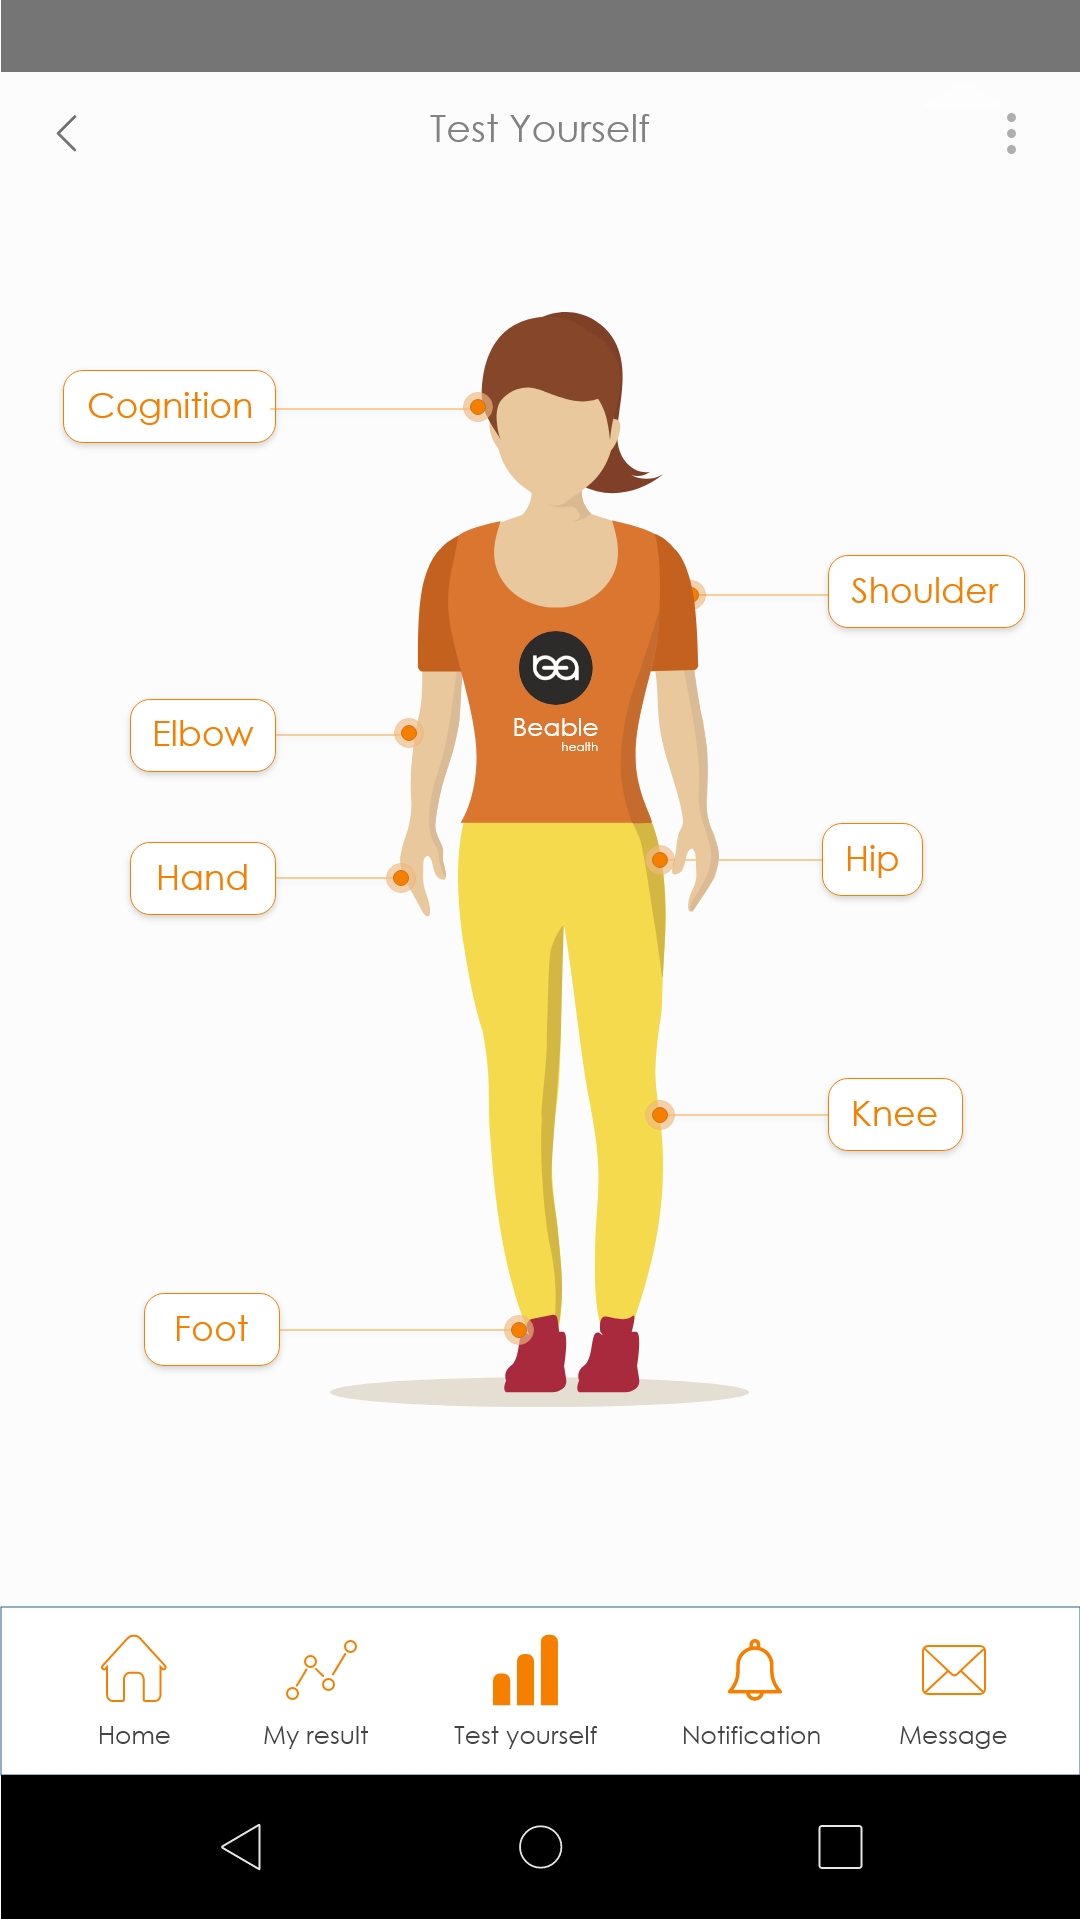 Test Yourself
Cognition
Shoulder
Beable
health
Elbow
Hand
Hip
Knee
Foot
Home
My result
Test yourself
Notification
Message